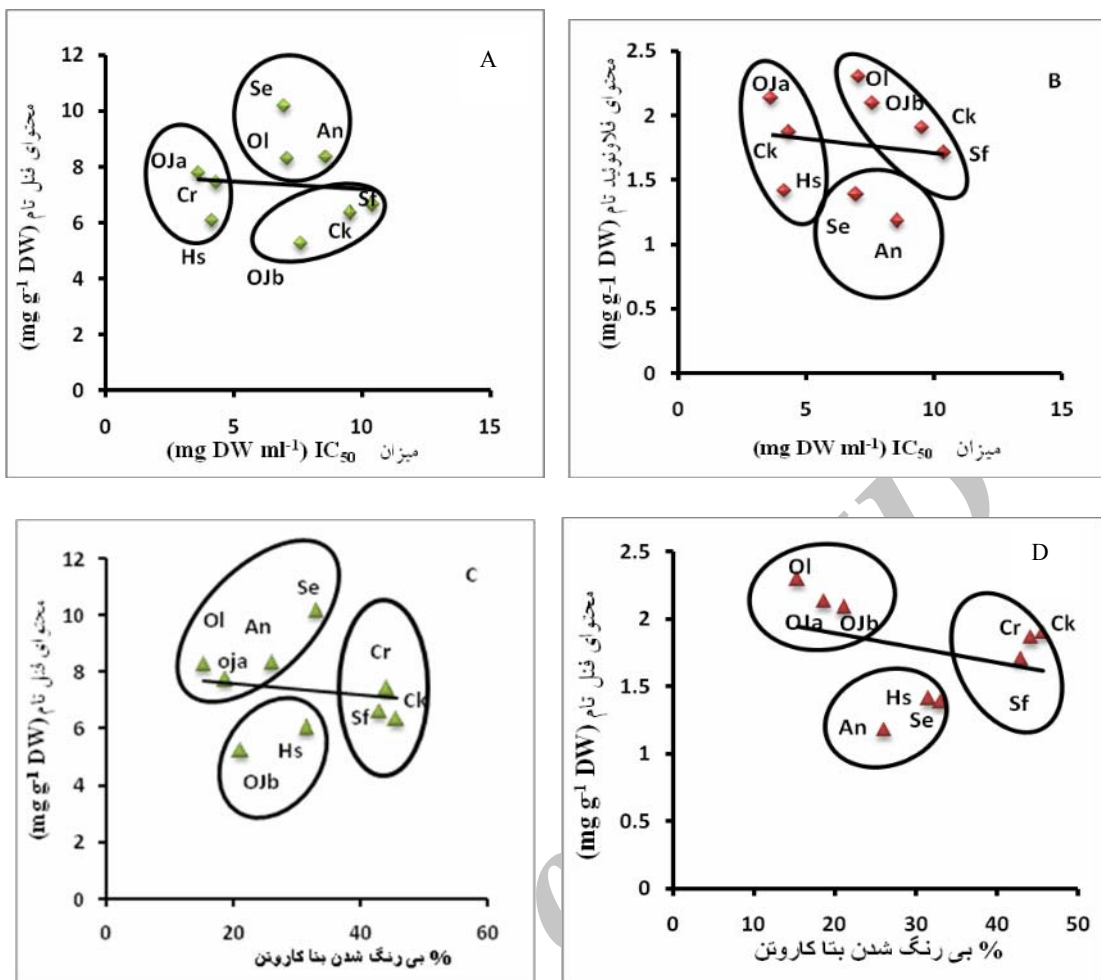 A
محتوای فنل تام (mg g⁻¹ DW)
12
10
8
6
4
2
0
Se
Ol
An
OJa
Cr
Hs
Sf
Ck
OJb
0 5 10 15
میزان IC₅₀ (mg DW ml⁻¹)
B
محتوای فلاونوئید تام (mg g-1 DW)
2.5
2
1.5
1
0.5
0
OJa
Ck
Hs
Ol
OJb
Ck
Sf
Se
An
0 5 10 15
میزان IC₅₀ (mg DW ml⁻¹)
C
محتوای فنل تام (mg g⁻¹ DW)
12
10
8
6
4
2
0
Se
Ol
An
oja
Cr
Sf
Ck
Hs
OJb
0 20 40 60
% بی رنگ شدن بتا کاروتن
D
محتوای فنل تام (mg g⁻¹ DW)
2.5
2
1.5
1
0.5
0
Ol
OJa
OJb
Cr
Ck
Sf
Hs
Se
An
0 10 20 30 40 50
% بی رنگ شدن بتا کاروتن